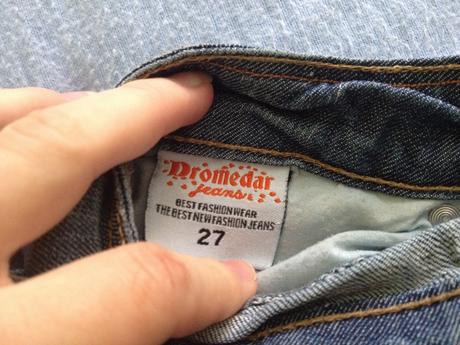 Dromedar
jeans
BEST FASHION WEAR
THE BEST NEW FASHION JEANS
27